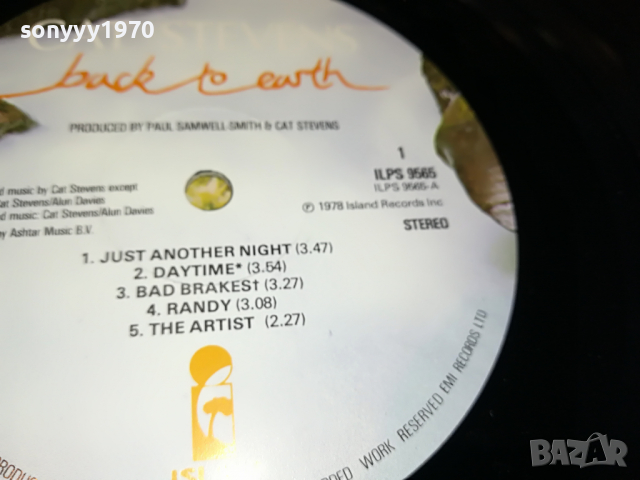 sonyyy1970
CAT STEVENS
back to earth
PRODUCED BY PAUL SAMWELL-SMITH & CAT STEVENS
1
ILPS 9565
ILPS 9565-A
music by Cat Stevens except
Cat Stevens/Alun Davies
music: Cat Stevens/Alun Davies
by Ashtar Music B.V.
℗ 1978 Island Records Inc
STEREO
1. JUST ANOTHER NIGHT (3.47)
2. DAYTIME* (3.54)
3. BAD BRAKES† (3.27)
4. RANDY (3.08)
5. THE ARTIST (2.27)
WORK RESERVED EMI RECORDS LTD
BAZAR